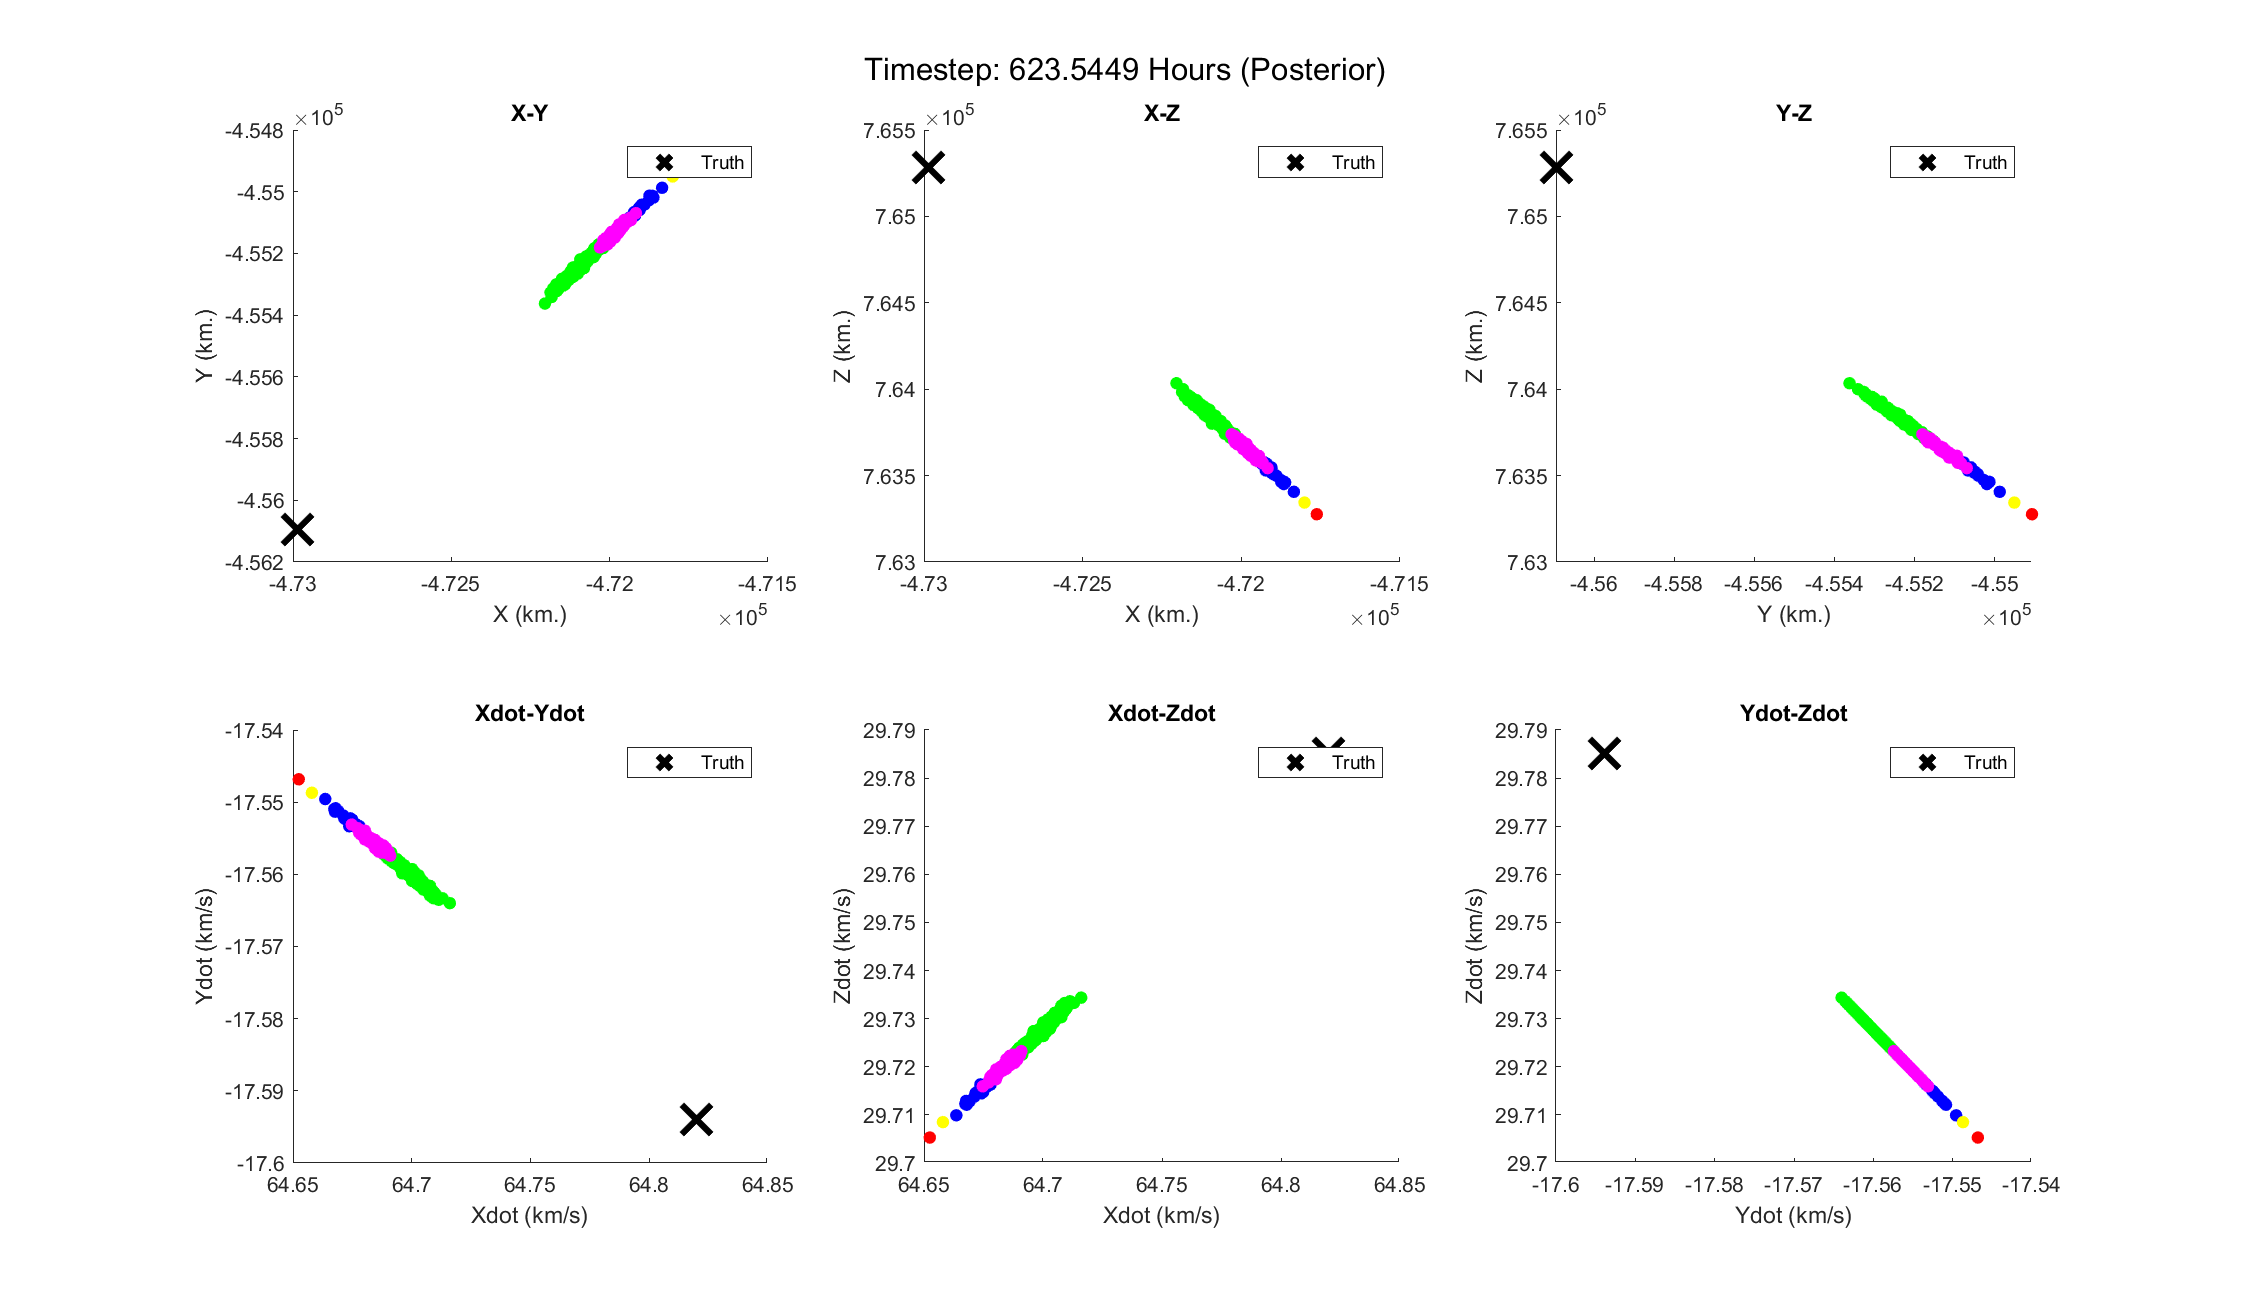 Timestep: 623.5449 Hours (Posterior)
X-Y
×10^5
-4.548
-4.55
-4.552
-4.554
-4.556
-4.558
-4.56
-4.562
Y (km.)
Truth
-4.73 -4.725 -4.72 -4.715
X (km.)
×10^5
X-Z
×10^5
7.655
7.65
7.645
7.64
7.635
7.63
Z (km.)
Truth
-4.73 -4.725 -4.72 -4.715
X (km.)
×10^5
Y-Z
×10^5
7.655
7.65
7.645
7.64
7.635
7.63
Z (km.)
Truth
-4.56 -4.558 -4.556 -4.554 -4.552 -4.55
Y (km.)
×10^5
Xdot-Ydot
-17.54
-17.55
-17.56
-17.57
-17.58
-17.59
-17.6
Ydot (km/s)
Truth
64.65 64.7 64.75 64.8 64.85
Xdot (km/s)
Xdot-Zdot
29.79
29.78
29.77
29.76
29.75
29.74
29.73
29.72
29.71
29.7
Zdot (km/s)
Truth
64.65 64.7 64.75 64.8 64.85
Xdot (km/s)
Ydot-Zdot
29.79
29.78
29.77
29.76
29.75
29.74
29.73
29.72
29.71
29.7
Zdot (km/s)
Truth
-17.6 -17.59 -17.58 -17.57 -17.56 -17.55 -17.54
Ydot (km/s)